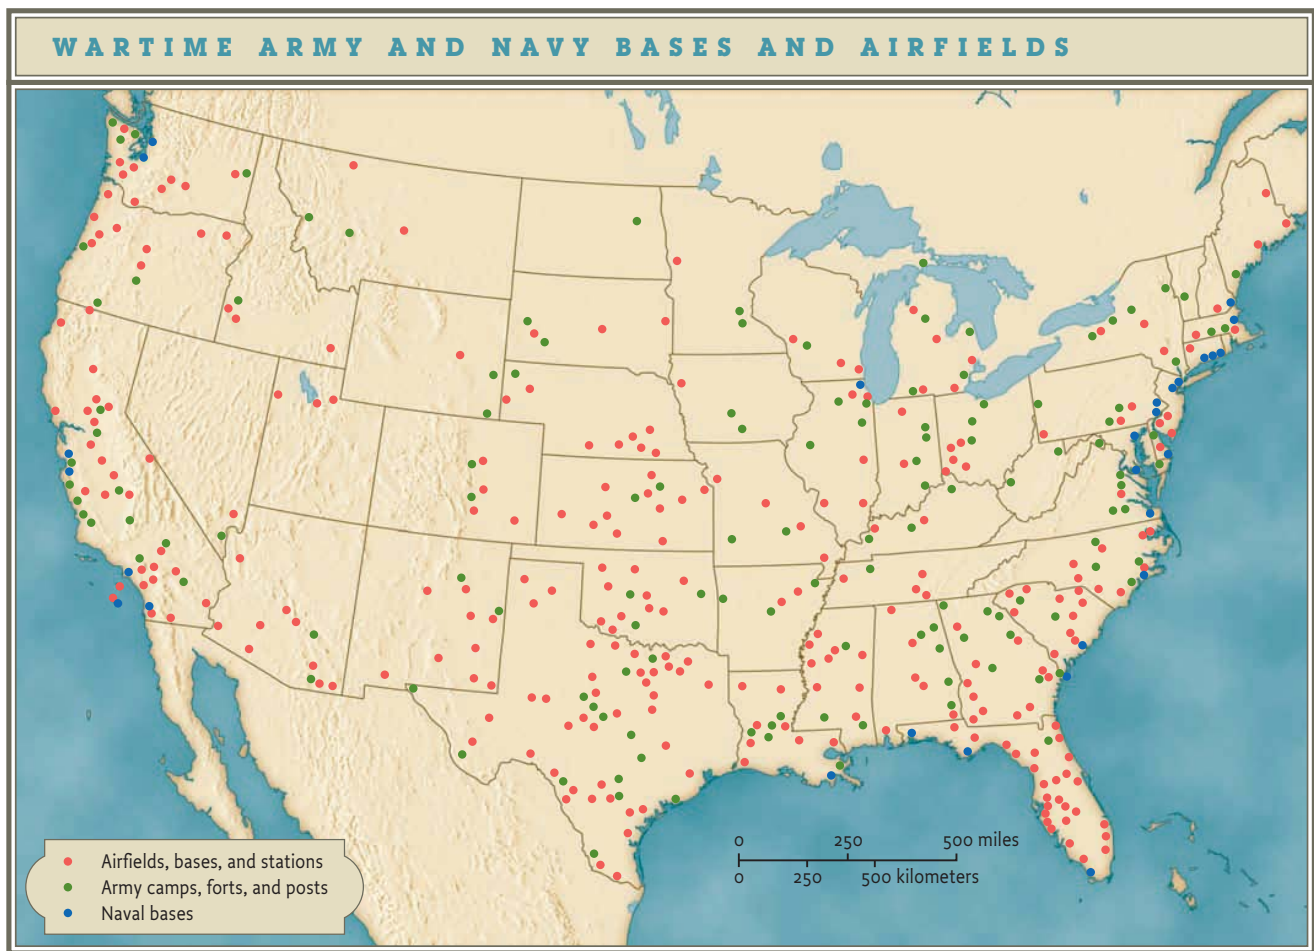 WARTIME ARMY AND NAVY BASES AND AIRFIELDS
0 250 500 miles
0 250 500 kilometers
Airfields, bases, and stations
Army camps, forts, and posts
Naval bases